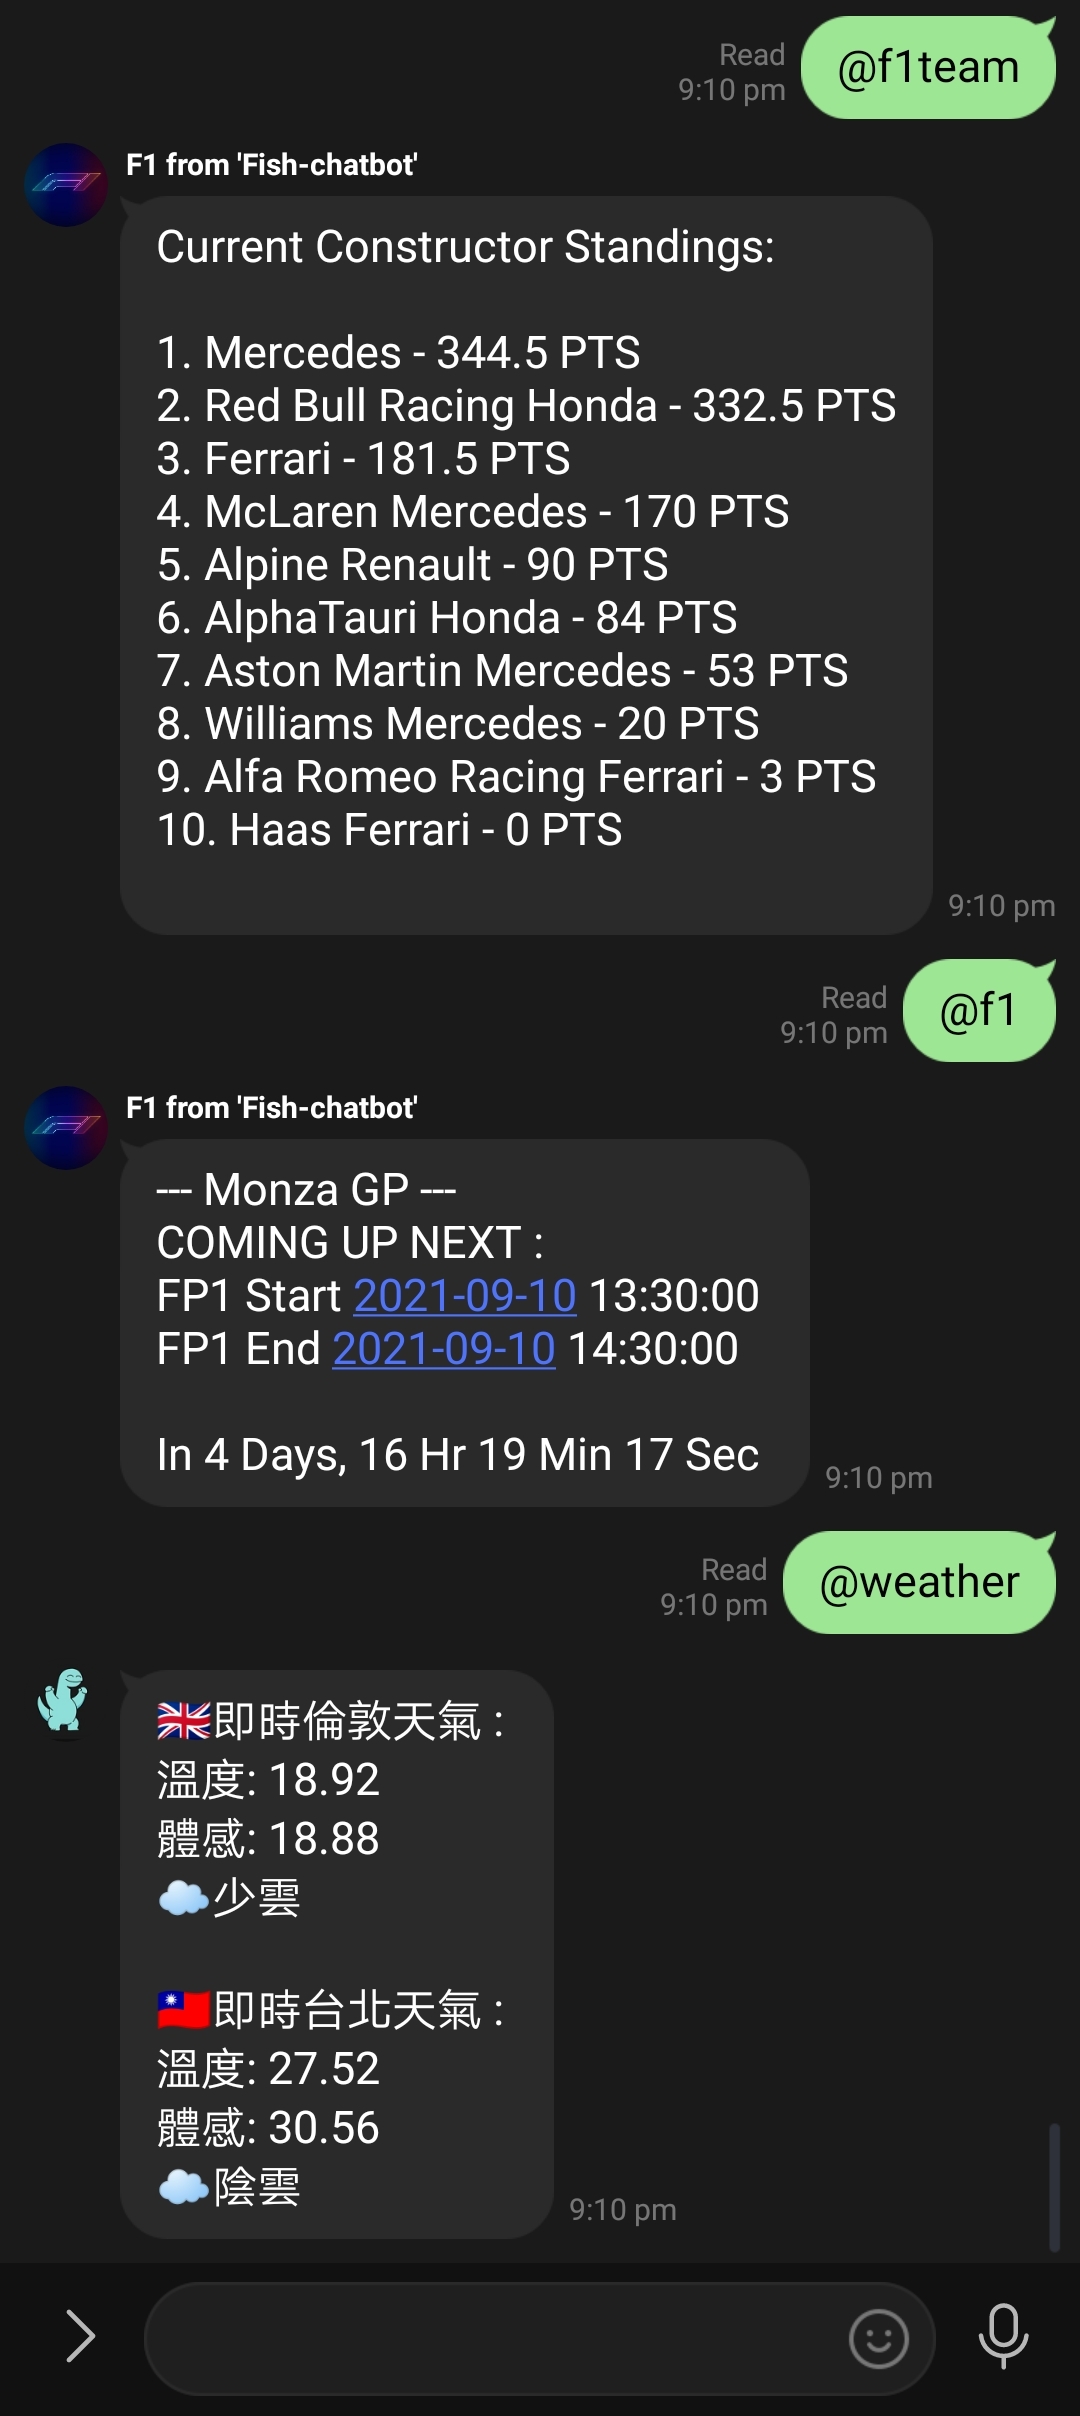 @f1team
Read
9:10 pm
F1 from 'Fish-chatbot'
Current Constructor Standings:
1. Mercedes - 344.5 PTS
2. Red Bull Racing Honda - 332.5 PTS
3. Ferrari - 181.5 PTS
4. McLaren Mercedes - 170 PTS
5. Alpine Renault - 90 PTS
6. AlphaTauri Honda - 84 PTS
7. Aston Martin Mercedes - 53 PTS
8. Williams Mercedes - 20 PTS
9. Alfa Romeo Racing Ferrari - 3 PTS
10. Haas Ferrari - 0 PTS
9:10 pm
@f1
Read
9:10 pm
F1 from 'Fish-chatbot'
--- Monza GP ---
COMING UP NEXT :
FP1 Start 2021-09-10 13:30:00
FP1 End 2021-09-10 14:30:00
In 4 Days, 16 Hr 19 Min 17 Sec
9:10 pm
@weather
Read
9:10 pm
🇬🇧即時倫敦天氣 :
溫度: 18.92
體感: 18.88
☁️少雲
🇹🇼即時台北天氣 :
溫度: 27.52
體感: 30.56
☁️陰雲
9:10 pm